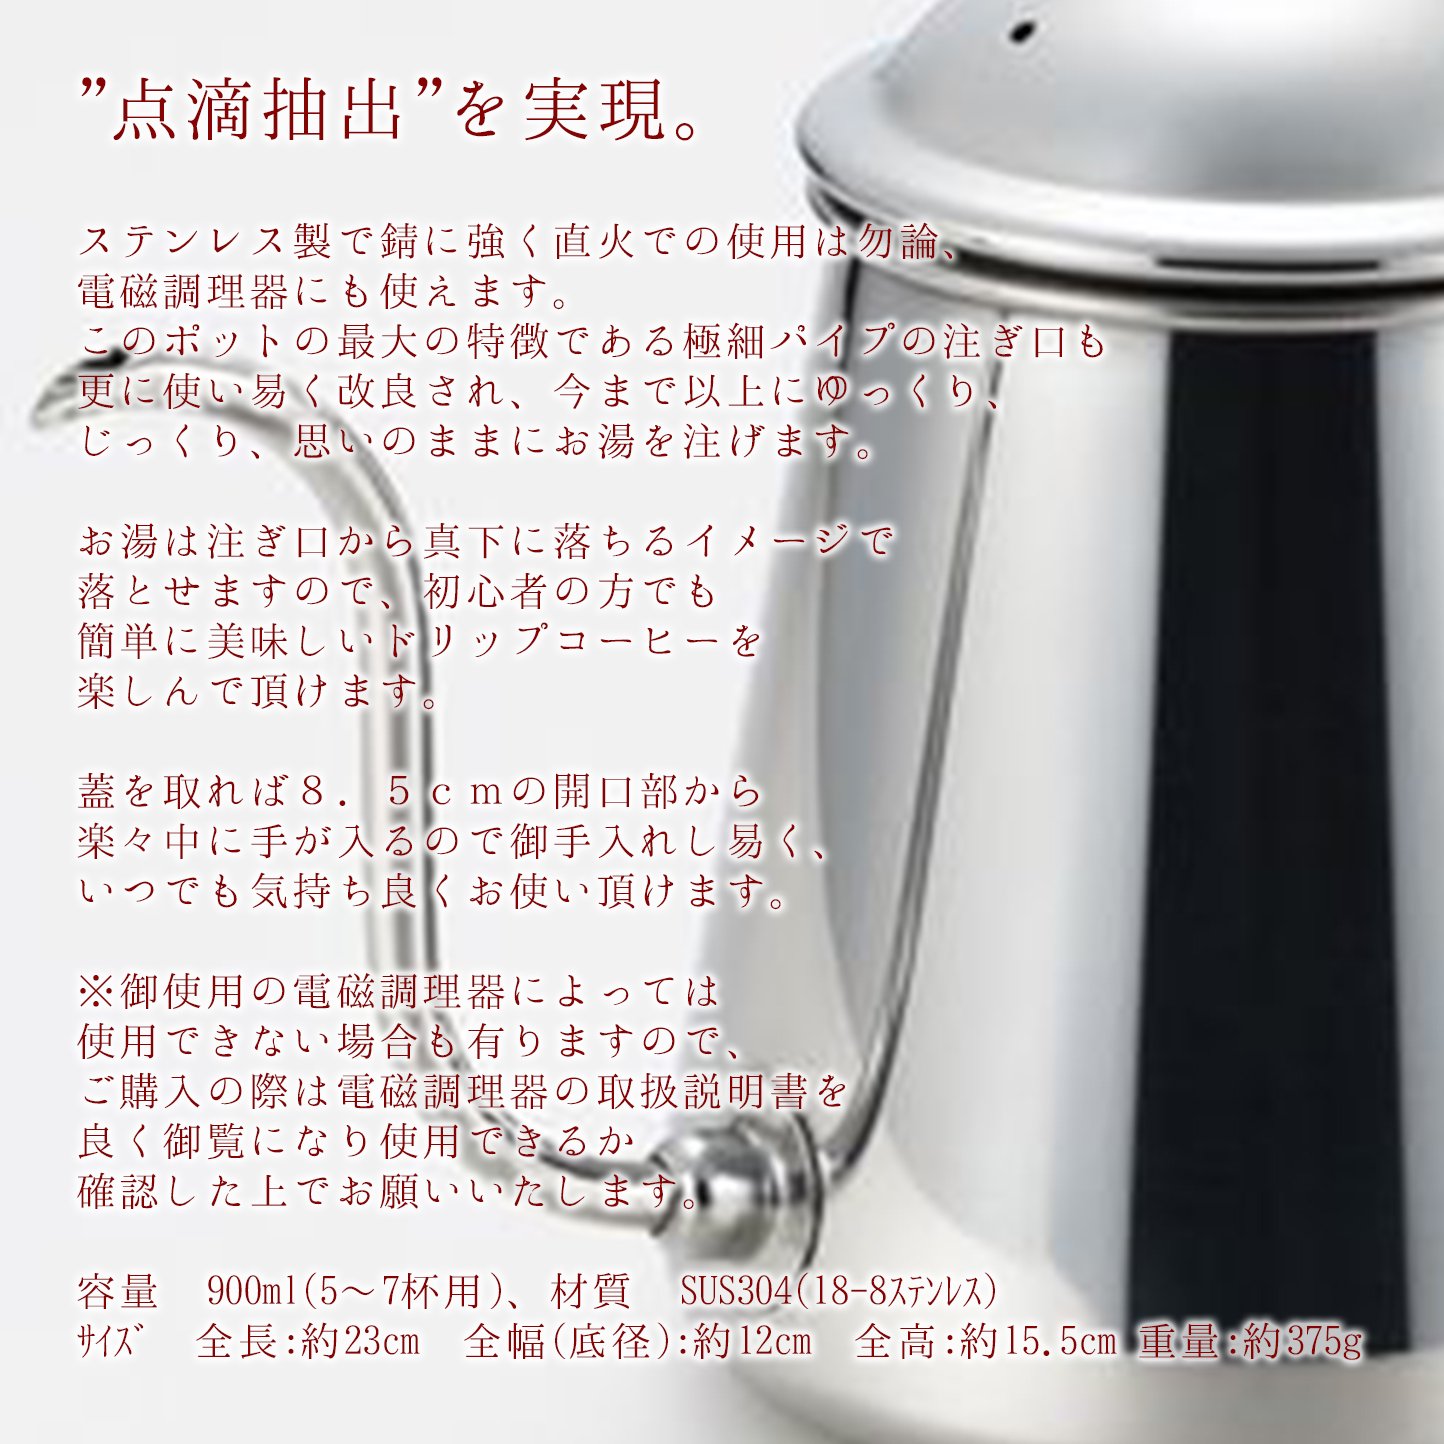 ”点滴抽出”を実現。
ステンレス製で錆に強く直火での使用は勿論、
電磁調理器にも使えます。
このポットの最大の特徴である極細パイプの注ぎ口も
更に使い易く改良され、今まで以上にゆっくり、
じっくり、思いのままにお湯を注げます。
お湯は注ぎ口から真下に落ちるイメージで
落とせますので、初心者の方でも
簡単に美味しいドリップコーヒーを
楽しんで頂けます。
蓋を取れば８．５ｃｍの開口部から
楽々中に手が入るので御手入れし易く、
いつでも気持ち良くお使い頂けます。
※御使用の電磁調理器によっては
使用できない場合も有りますので、
ご購入の際は電磁調理器の取扱説明書を
良く御覧になり使用できるか
確認した上でお願いいたします。
容量　900ml(5～7杯用)、材質　SUS304(18-8ｽﾃﾝﾚｽ)
ｻｲｽﾞ　全長:約23cm　全幅(底径):約12cm　全高:約15.5cm 重量:約375g